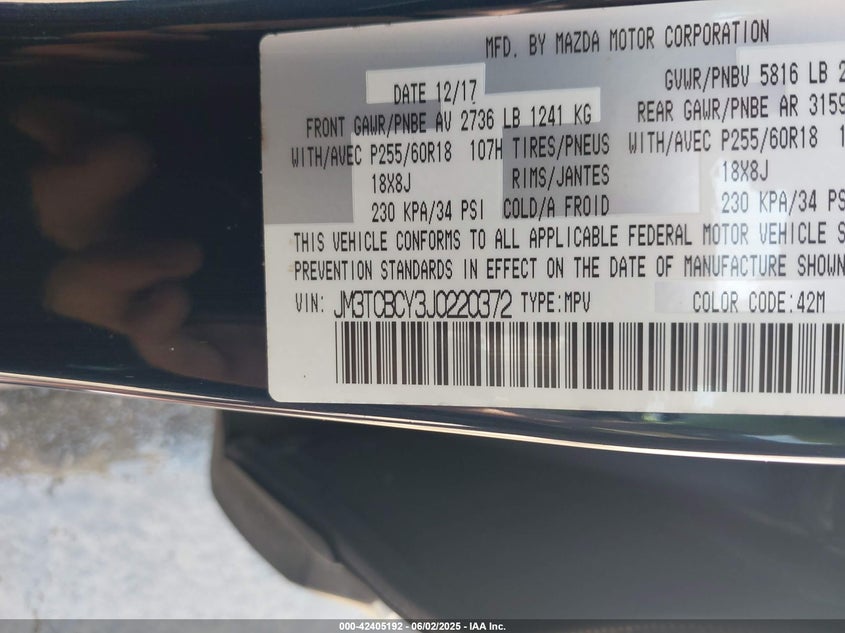 MFD. BY MAZDA MOTOR CORPORATION
DATE 12/17 GVWR/PNBV 5816 LB 2
FRONT GAWR/PNBE AV 2736 LB 1241 KG REAR GAWR/PNBE AR 3159
WITH/AVEC P255/60R18 107H TIRES/PNEUS WITH/AVEC P255/60R18 1
18X8J RIMS/JANTES 18X8J
230 KPA/34 PSI COLD/A FROID 230 KPA/34 PS
THIS VEHICLE CONFORMS TO ALL APPLICABLE FEDERAL MOTOR VEHICLE S
PREVENTION STANDARDS IN EFFECT ON THE DATE OF MANUFACTURE SHOWN
VIN: JM3TCBCY3J0220372 TYPE:MPV COLOR CODE:42M
000-42405192 - 06/02/2025 - IAA Inc.